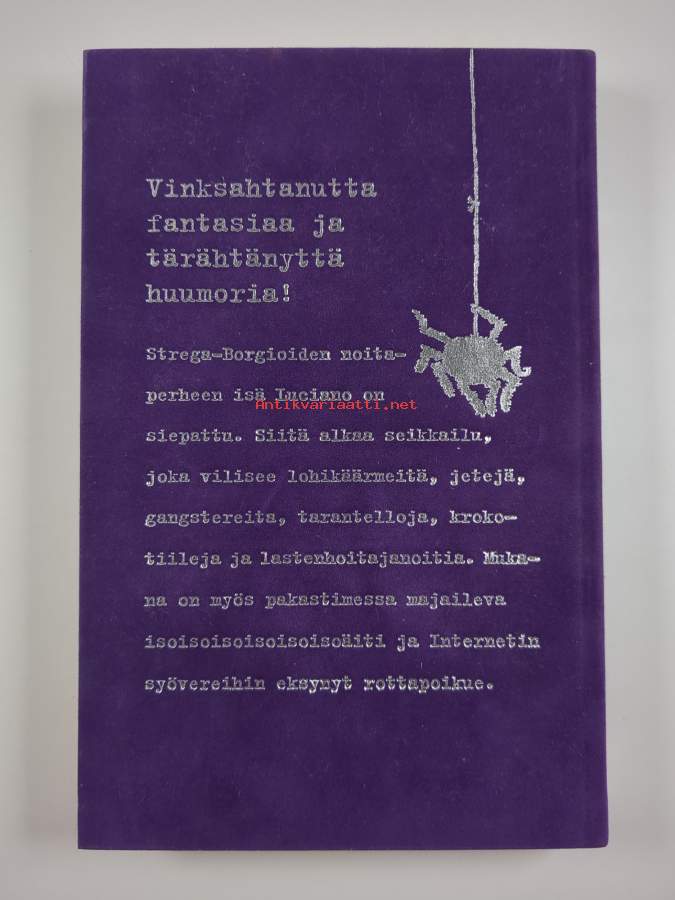 Vinksahtanutta
fantasiaa ja
tärähtänyttä
huumoria!
Strega-Borgioiden noita-
perheen isä Luciano on
Antikvariaatti.net
siepattu. Siitä alkaa seikkailu,
joka vilisee lohikäärmeitä, jetejä,
gangstereita, tarantelloja, kroko-
tiileja ja lastenhoitajanoitia. Muka-
na on myös pakastimessa majaileva
isoisoisoisoisoisoäiti ja Internetin
syövereihin eksynyt rottapoikue.